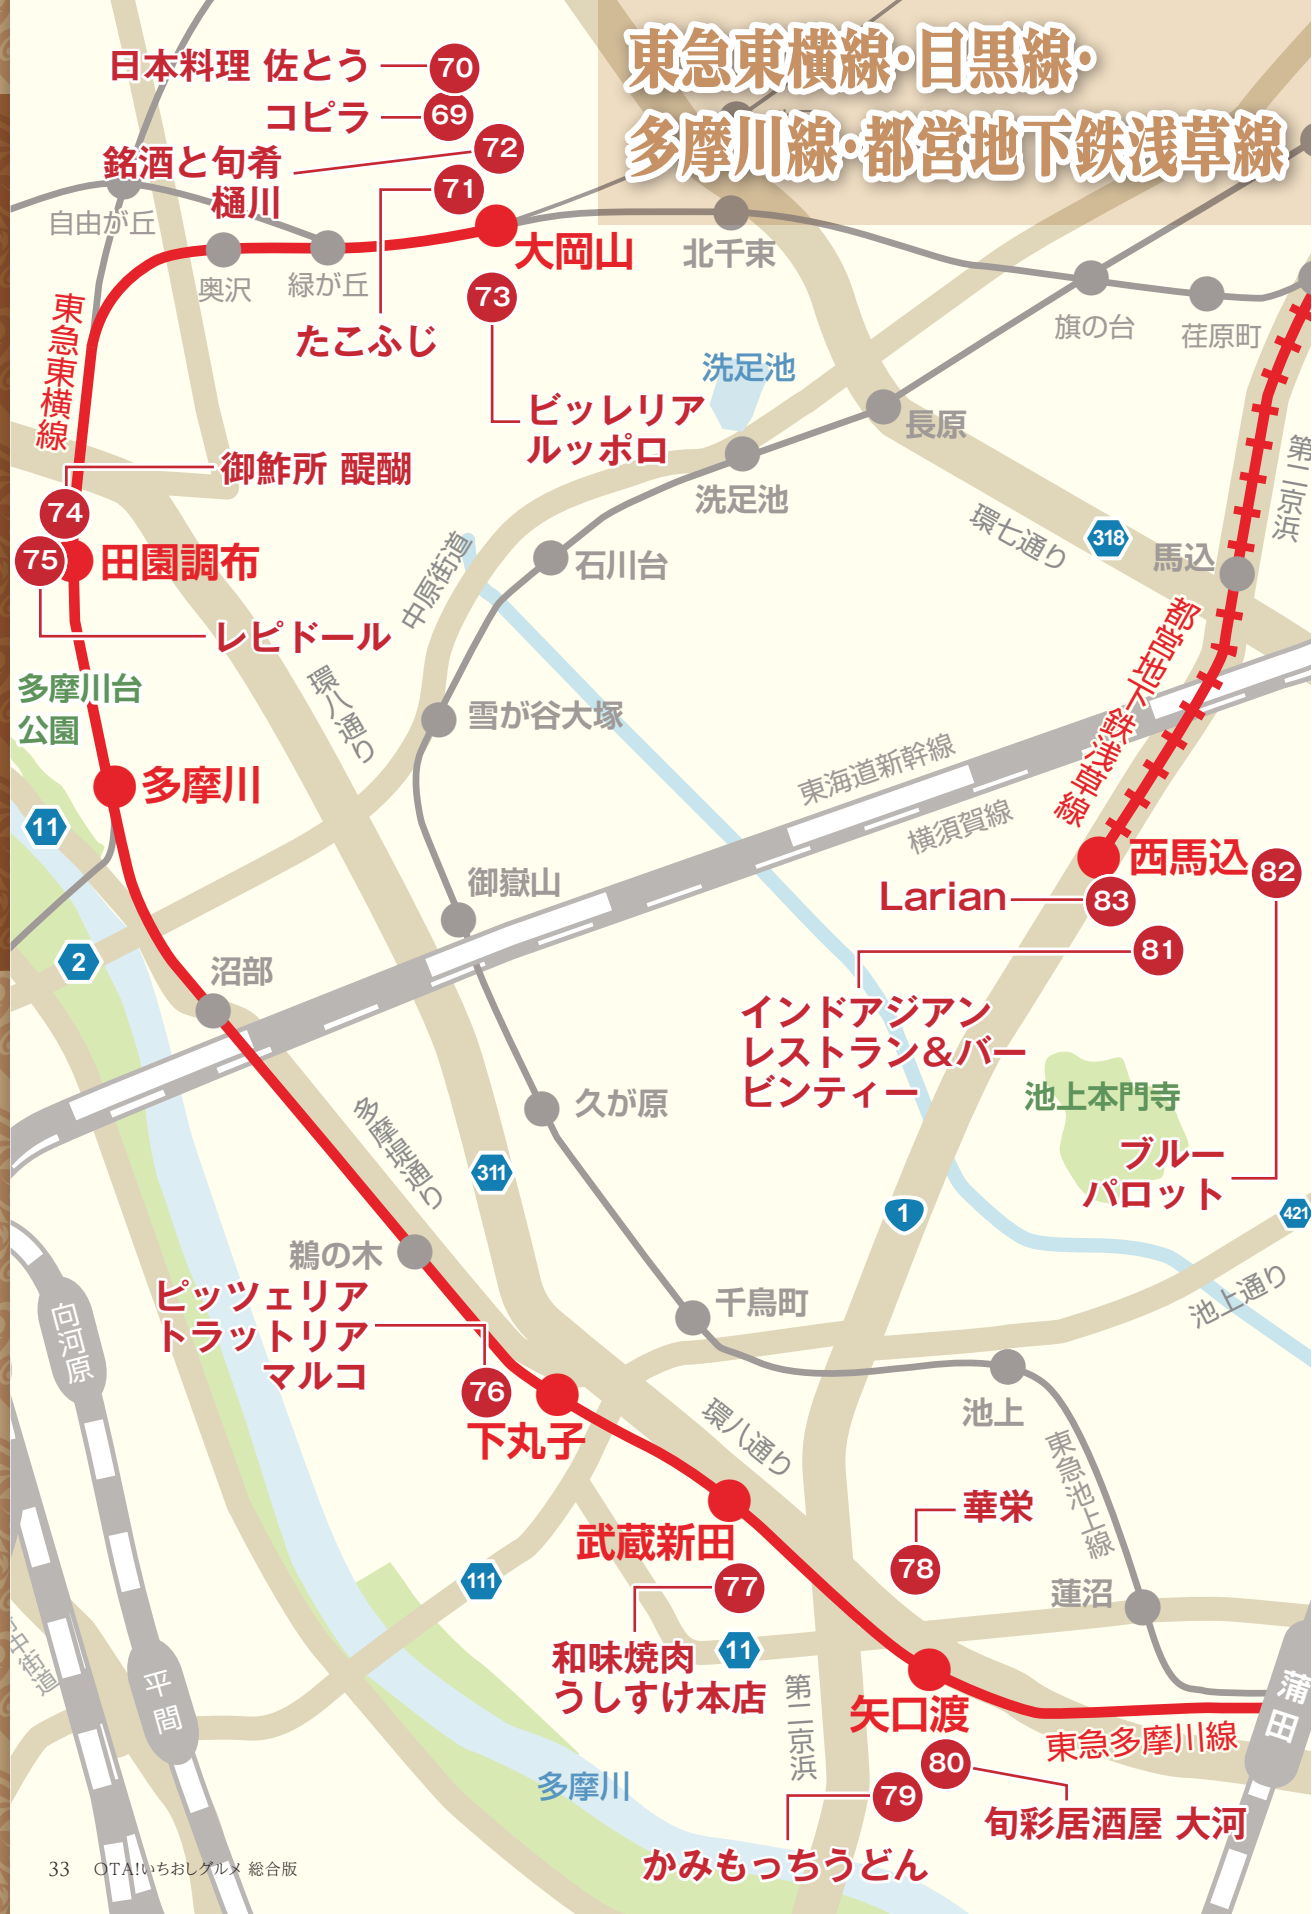 東急東横線・目黒線・
多摩川線・都営地下鉄浅草線
日本料理 佐とう
70
コピラ
69
銘酒と旬肴
樋川
72
71
自由が丘
奥沢
緑が丘
大岡山
北千束
旗の台
荏原町
73
たこふじ
東急東横線
洗足池
ピッツェリア
ルッポロ
長原
洗足池
御鮓所 醍醐
74
75
田園調布
レピドール
中原街道
石川台
環七通り
318
馬込
第二京浜
都営地下鉄浅草線
多摩川台
公園
環八通り
雪が谷大塚
多摩川
11
東海道新幹線
横須賀線
御嶽山
西馬込
82
Larian
83
81
2
沼部
インドアジアン
レストラン&バー
ビンティー
池上本門寺
久が原
多摩堤通り
311
ブルー
パロット
1
421
鵜の木
池上通り
ピッツェリア
トラットリア
マルコ
76
千鳥町
向河原
下丸子
池上
環八通り
東急池上線
武蔵新田
華栄
78
77
111
蓮沼
和味焼肉
うしすけ本店
11
平間
第二京浜
矢口渡
蒲田
東急多摩川線
80
79
多摩川
旬彩居酒屋 大河
かみもっちうどん
中街道
33 OTA!いちおしグルメ 総合版